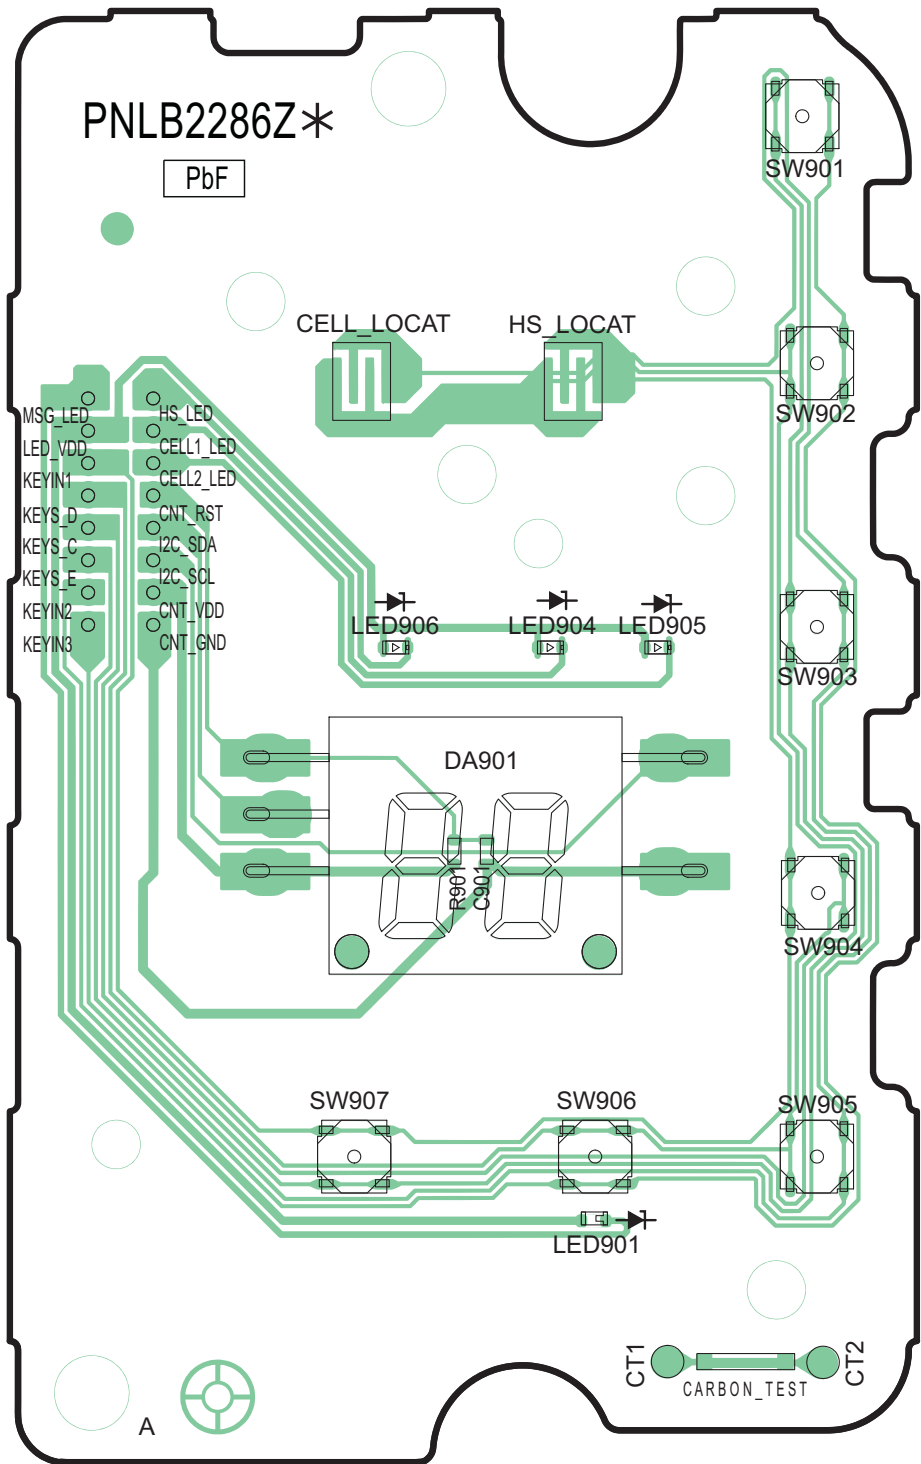 PNLB2286Z*
PbF
SW901
CELL_LOCAT
HS_LOCAT
SW902
MSG_LED
HS_LED
LED_VDD
CELL1_LED
KEYIN1
CELL2_LED
KEYS_D
CNT_RST
KEYS_C
I2C_SDA
KEYS_E
I2C_SCL
KEYIN2
CNT_VDD
KEYIN3
CNT_GND
LED906
LED904
LED905
SW903
DA901
R901
C901
SW904
SW907
SW906
SW905
LED901
CT1
CT2
CARBON_TEST
A